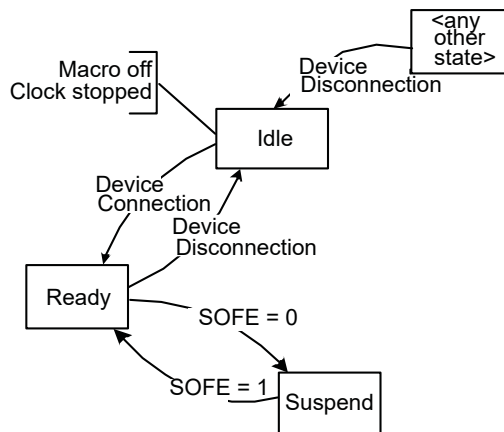 <any
other
state>
Device
Disconnection
Macro off
Clock stopped
Idle
Device
Connection
Device
Disconnection
Ready
SOFE = 0
SOFE = 1
Suspend